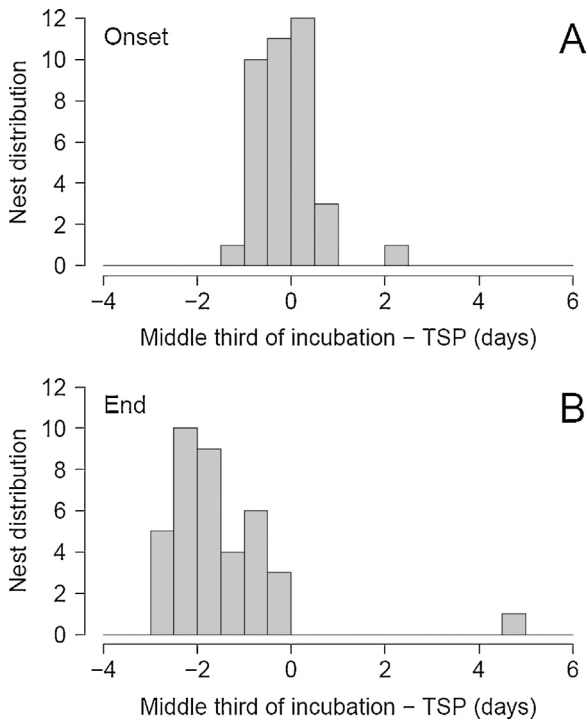 Onset
A
Nest distribution
12
10
8
6
4
2
0
−4 −2 0 2 4 6
Middle third of incubation − TSP (days)
End
B
Nest distribution
12
10
8
6
4
2
0
−4 −2 0 2 4 6
Middle third of incubation − TSP (days)